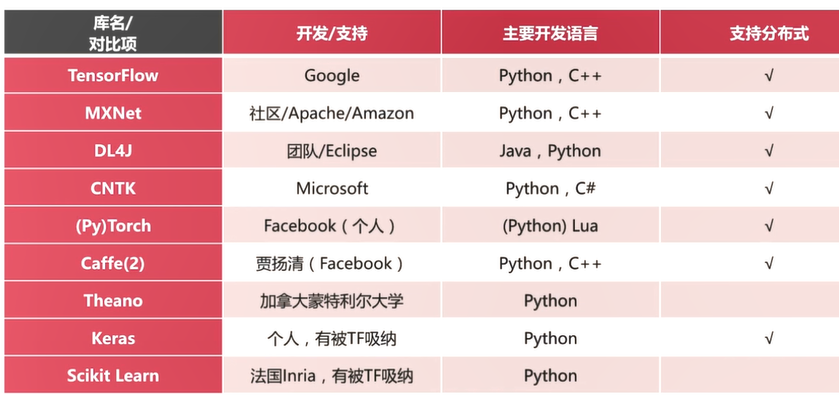 库名/
对比项 开发/支持 主要开发语言 支持分布式
TensorFlow Google Python，C++ √
MXNet 社区/Apache/Amazon Python，C++ √
DL4J 团队/Eclipse Java，Python √
CNTK Microsoft Python，C# √
(Py)Torch Facebook（个人） (Python) Lua √
Caffe(2) 贾扬清（Facebook） Python，C++ √
Theano 加拿大蒙特利尔大学 Python
Keras 个人，有被TF吸纳 Python √
Scikit Learn 法国Inria，有被TF吸纳 Python